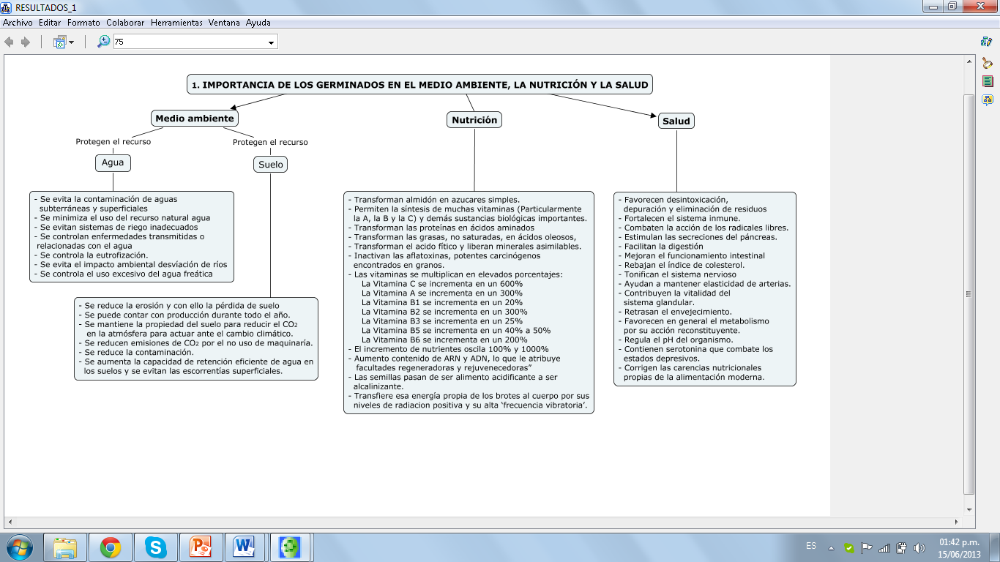 RESULTADOS_1
Archivo Editar Formato Colaborar Herramientas Ventana Ayuda
75
1. IMPORTANCIA DE LOS GERMINADOS EN EL MEDIO AMBIENTE, LA NUTRICIÓN Y LA SALUD
Medio ambiente
Nutrición
Salud
Protegen el recurso
Protegen el recurso
Agua
Suelo
- Se evita la contaminación de aguas
subterráneas y superficiales
- Se minimiza el uso del recurso natural agua
- Se evitan sistemas de riego inadecuados
- Se controlan enfermedades transmitidas o
relacionadas con el agua
- Se controla la eutrofización.
- Se evita el impacto ambiental desvíación de ríos
- Se controla el uso excesivo del agua freática
- Se reduce la erosión y con ello la pérdida de suelo
- Se puede contar con producción durante todo el año.
- Se mantiene la propiedad del suelo para reducir el CO2
en la atmósfera para actuar ante el cambio climático.
- Se reducen emisiones de CO2 por el no uso de maquinaría.
- Se reduce la contaminación.
- Se aumenta la capacidad de retención eficiente de agua en
los suelos y se evitan las escorrentías superficiales.
- Transforman almidón en azucares simples.
- Permiten la síntesis de muchas vitaminas (Particularmente
la A, la B y la C) y demás sustancias biológicas importantes.
- Transforman las proteínas en ácidos aminados
- Transforman las grasas, no saturadas, en ácidos oleosos,
- Transforman el acido fítico y liberan minerales asimilables.
- Inactivan las aflatoxinas, potentes carcinógenos
encontrados en granos.
- Las vitaminas se multiplican en elevados porcentajes:
La Vitamina C se incrementa en un 600%
La Vitamina A se incrementa en un 300%
La Vitamina B1 se incrementa en un 20%
La Vitamina B2 se incrementa en un 300%
La Vitamina B3 se incrementa en un 25%
La Vitamina B5 se incrementa en un 40% a 50%
La Vitamina B6 se incrementa en un 200%
- El incremento de nutrientes oscila 100% y 1000%
- Aumento contenido de ARN y ADN, lo que le atribuye
facultades regeneradoras y rejuvenecedoras”
- Las semillas pasan de ser alimento acidificante a ser
alcalinizante.
- Transfiere esa energía propia de los brotes al cuerpo por sus
niveles de radiacion positiva y su alta ‘frecuencia vibratoria’.
- Favorecen desintoxicación,
depuración y eliminación de residuos
- Fortalecen el sistema inmune.
- Combaten la acción de los radicales libres.
- Estimulan las secreciones del páncreas.
- Facilitan la digestión
- Mejoran el funcionamiento intestinal
- Rebajan el índice de colesterol.
- Tonifican el sistema nervioso
- Ayudan a mantener elasticidad de arterias.
- Contribuyen la vitalidad del
sistema glandular.
- Retrasan el envejecimiento.
- Favorecen en general el metabolismo
por su acción reconstituyente.
- Regula el pH del organismo.
- Contienen serotonina que combate los
estados depresivos.
- Corrigen las carencias nutricionales
propias de la alimentación moderna.
ES
01:42 p.m.
15/06/2013